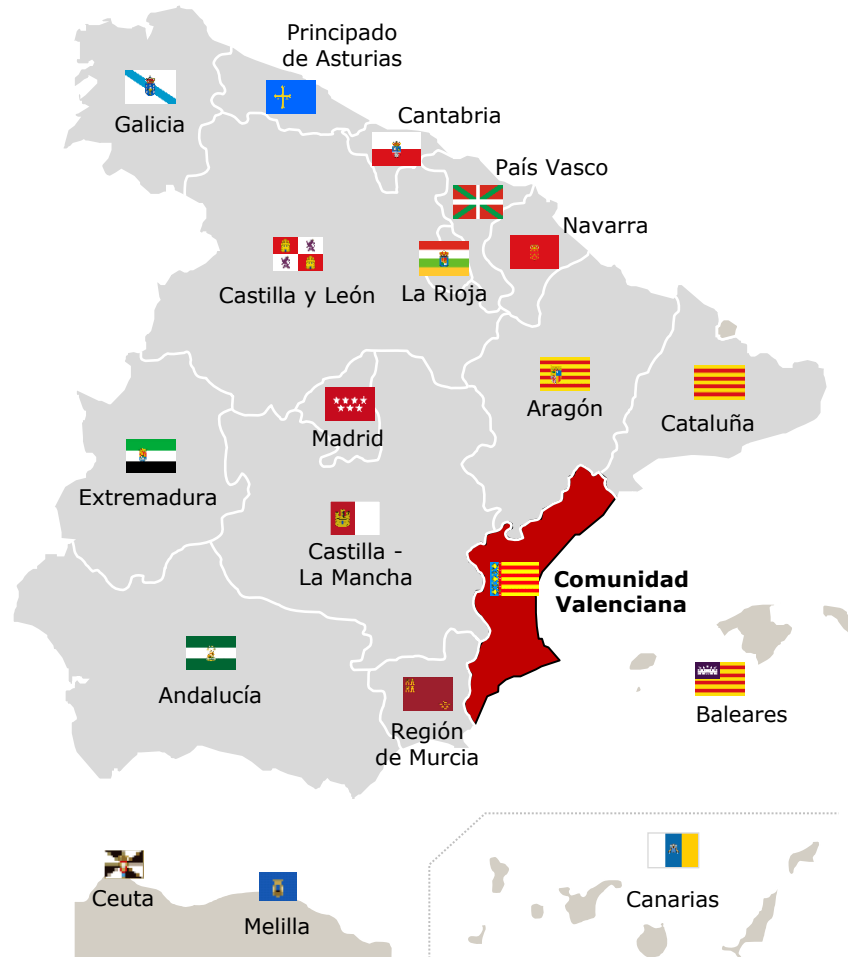 Principado
de Asturias
Galicia
Cantabria
País Vasco
Navarra
Castilla y León
La Rioja
Aragón
Cataluña
Madrid
Extremadura
Castilla -
La Mancha
Comunidad
Valenciana
Andalucía
Baleares
Región
de Murcia
Ceuta
Melilla
Canarias